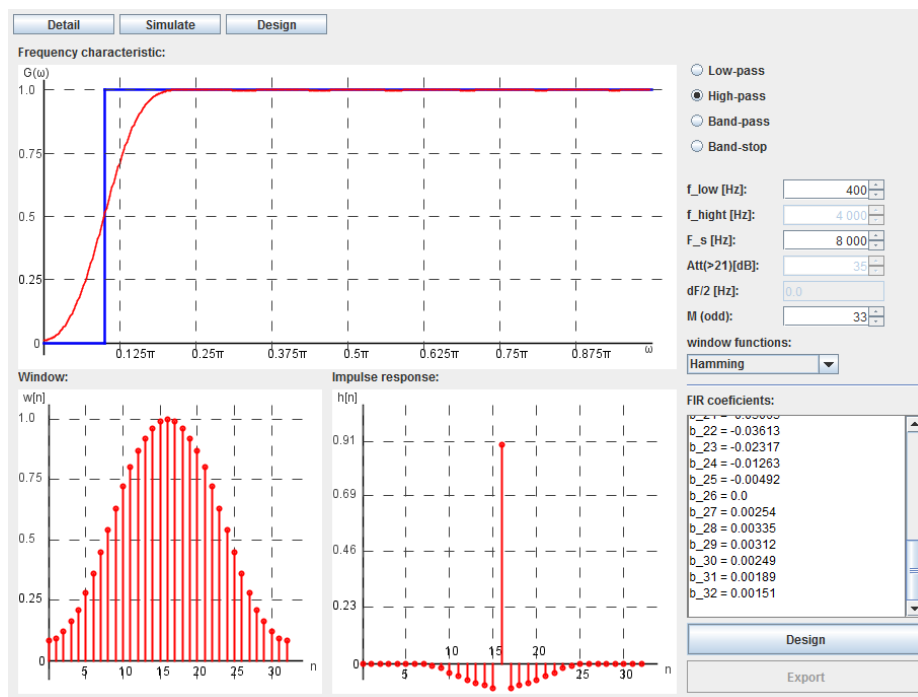 Detail Simulate Design
Frequency characteristic:
G(ω)
1.0
0.75
0.5
0.25
0
0.125π 0.25π 0.375π 0.5π 0.625π 0.75π 0.875π ω
Low-pass
High-pass
Band-pass
Band-stop
f_low [Hz]: 400
f_hight [Hz]: 4 000
F_s [Hz]: 8 000
Att(>21)[dB]: 35
dF/2 [Hz]: 0.0
M (odd): 33
window functions:
Hamming
Window:
w[n]
1.0
0.75
0.5
0.25
0
5 10 15 20 25 30 n
Impulse response:
h[n]
0.91
0.69
0.46
0.23
0
5 10 15 20 25 30 n
FIR coeficients:
b_22 = -0.03613
b_23 = -0.02317
b_24 = -0.01263
b_25 = -0.00492
b_26 = 0.0
b_27 = 0.00254
b_28 = 0.00335
b_29 = 0.00312
b_30 = 0.00249
b_31 = 0.00189
b_32 = 0.00151
Design
Export